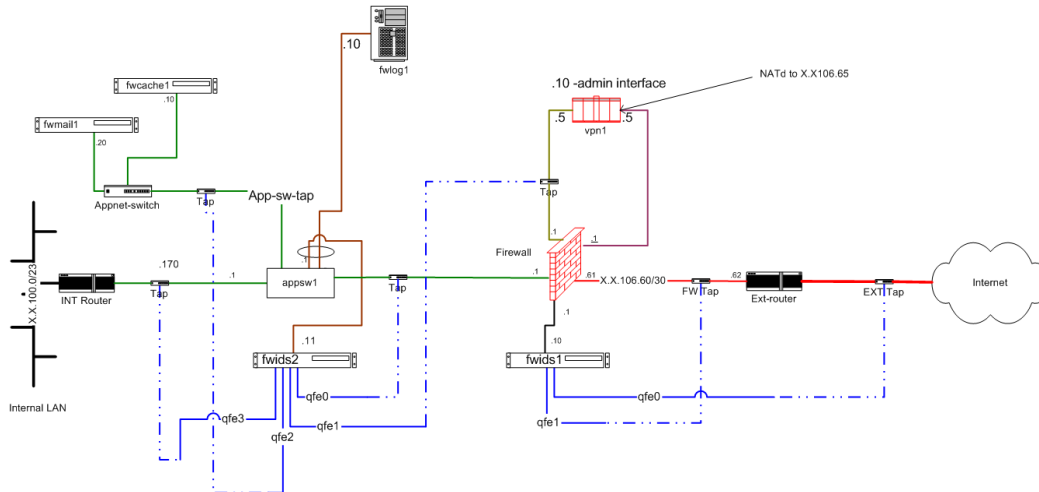 .10
fwlog1
NATd to X.X106.65
.10 -admin interface
fwcache1
.10
.5
.5
vpn1
fwmail1
.20
Appnet-switch
Tap
App-sw-tap
Tap
.1
.1
Firewall
X.X.100.0/23
.170
.1
.1
INT Router
Tap
appsw1
Tap
.1
.61
X.X.106.60/30
.62
FW Tap
Ext-router
EXT Tap
Internet
.1
.11
.10
fwids2
fwids1
Internal LAN
qfe0
qfe0
qfe3
qfe1
qfe1
qfe2